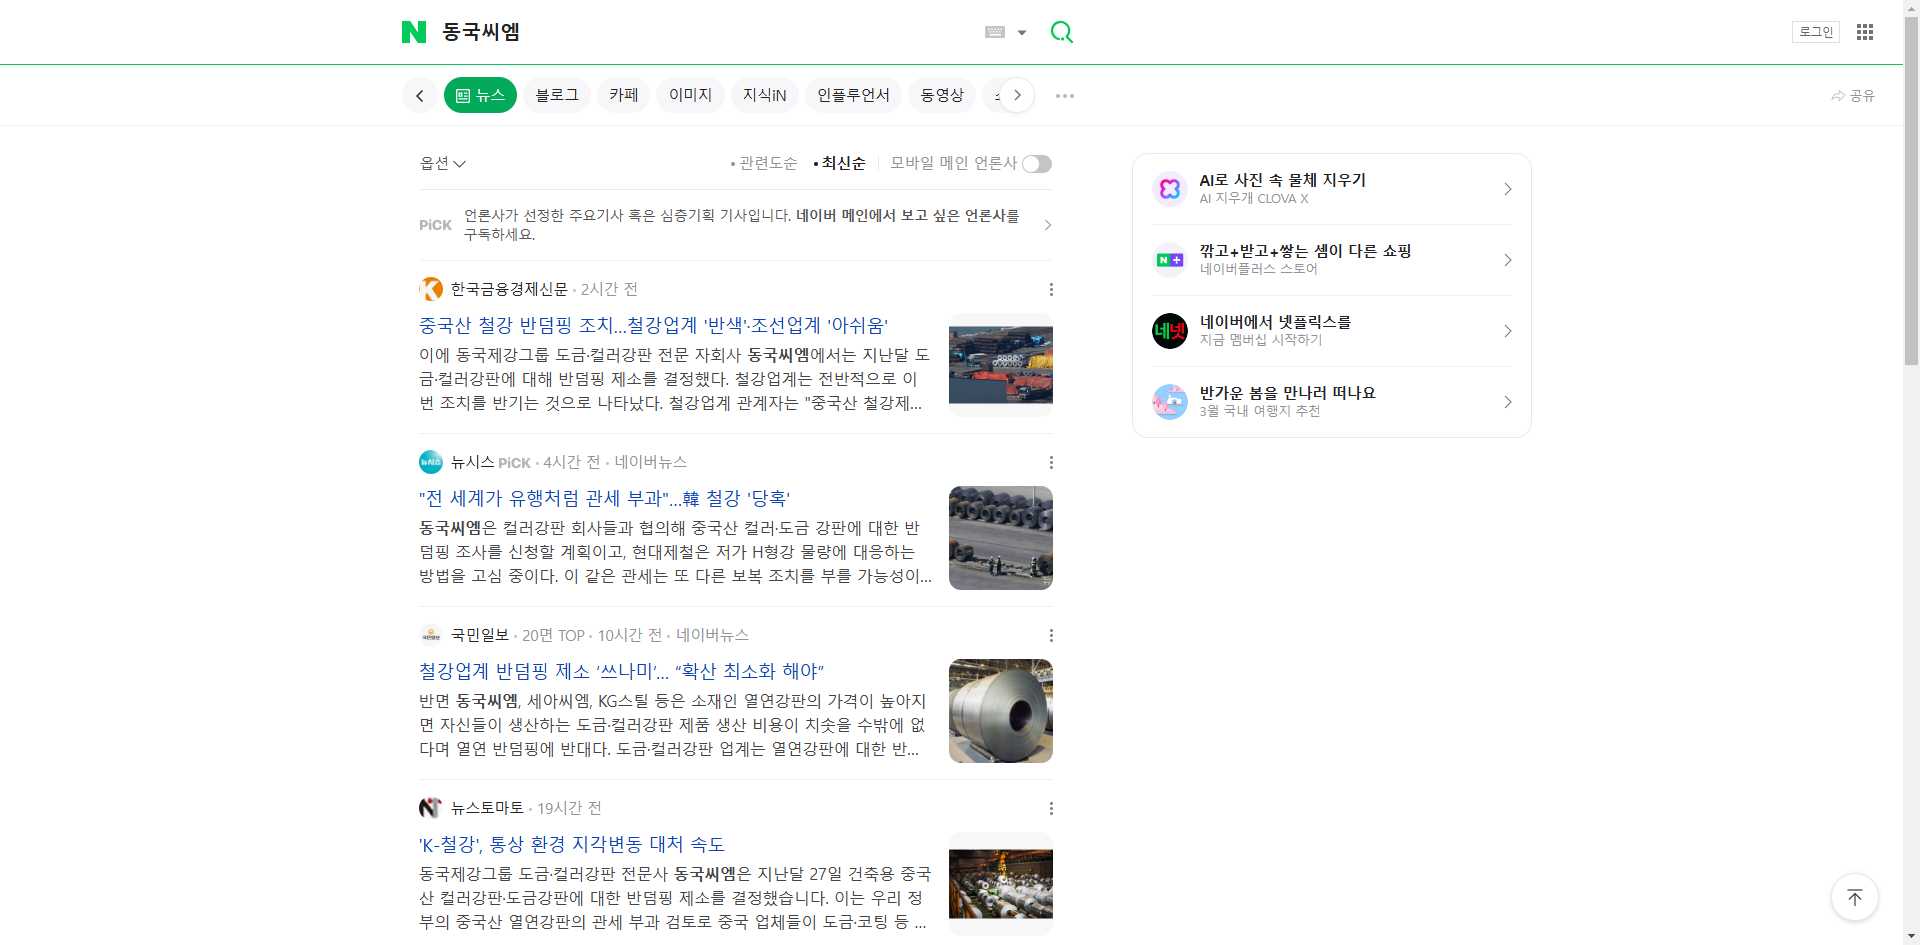 동국씨엠
로그인
뉴스
블로그
카페
이미지
지식iN
인플루언서
동영상
공유
옵션
관련도순
최신순
모바일 메인 언론사
PiCK
언론사가 선정한 주요기사 혹은 심층기획 기사입니다. 네이버 메인에서 보고 싶은 언론사를
구독하세요.
한국금융경제신문 · 2시간 전
중국산 철강 반덤핑 조치…철강업계 '반색'·조선업계 '아쉬움'
이에 동국제강그룹 도금·컬러강판 전문 자회사 동국씨엠에서는 지난달 도
금·컬러강판에 대해 반덤핑 제소를 결정했다. 철강업계는 전반적으로 이
번 조치를 반기는 것으로 나타났다. 철강업계 관계자는 "중국산 철강제...
뉴시스 PiCK · 4시간 전 · 네이버뉴스
"전 세계가 유행처럼 관세 부과"…韓 철강 '당혹'
동국씨엠은 컬러강판 회사들과 협의해 중국산 컬러·도금 강판에 대한 반
덤핑 조사를 신청할 계획이고, 현대제철은 저가 H형강 물량에 대응하는
방법을 고심 중이다. 이 같은 관세는 또 다른 보복 조치를 부를 가능성이...
국민일보 · 20면 TOP · 10시간 전 · 네이버뉴스
철강업계 반덤핑 제소 ‘쓰나미’… “확산 최소화 해야”
반면 동국씨엠, 세아씨엠, KG스틸 등은 소재인 열연강판의 가격이 높아지
면 자신들이 생산하는 도금·컬러강판 제품 생산 비용이 치솟을 수밖에 없
다며 열연 반덤핑에 반대다. 도금·컬러강판 업계는 열연강판에 대한 반...
뉴스토마토 · 19시간 전
'K-철강', 통상 환경 지각변동 대처 속도
동국제강그룹 도금·컬러강판 전문사 동국씨엠은 지난달 27일 건축용 중국
산 컬러강판·도금강판에 대한 반덤핑 제소를 결정했습니다. 이는 우리 정
부의 중국산 열연강판의 관세 부과 검토로 중국 업체들이 도금·코팅 등 ...
AI로 사진 속 물체 지우기
AI 지우개 CLOVA X
N+
깎고+받고+쌓는 셈이 다른 쇼핑
네이버플러스 스토어
네넷
네이버에서 넷플릭스를
지금 멤버십 시작하기
반가운 봄을 만나러 떠나요
3월 국내 여행지 추천